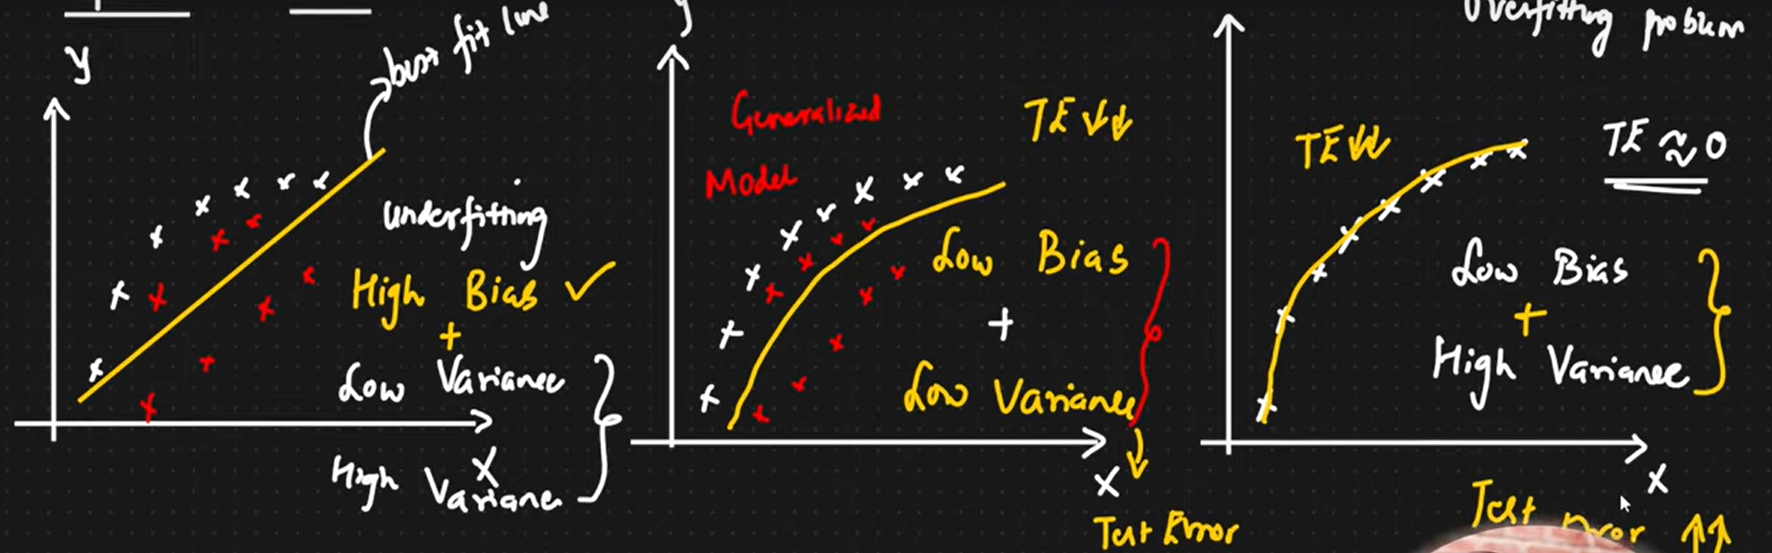 y
best fit line
underfitting
High Bias ✓
+
Low Variance
High Variance
X
y
Generalized
Model
TE ↓↓
Low Bias
+
Low Variance
↓
X
Test Error
Overfitting problem
TE ↓↓
TE ≈ 0
Low Bias
+
High Variance
X
Test Error ↑↑